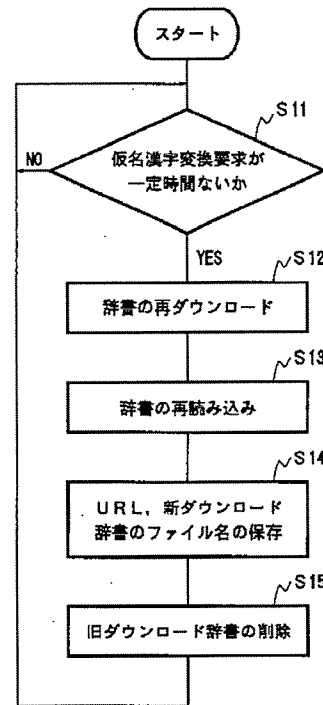 スタート
S11
仮名漢字変換要求が
一定時間ないか
NO
YES
S12
辞書の再ダウンロード
S13
辞書の再読み込み
S14
URL,新ダウンロード
辞書のファイル名の保存
S15
旧ダウンロード辞書の削除